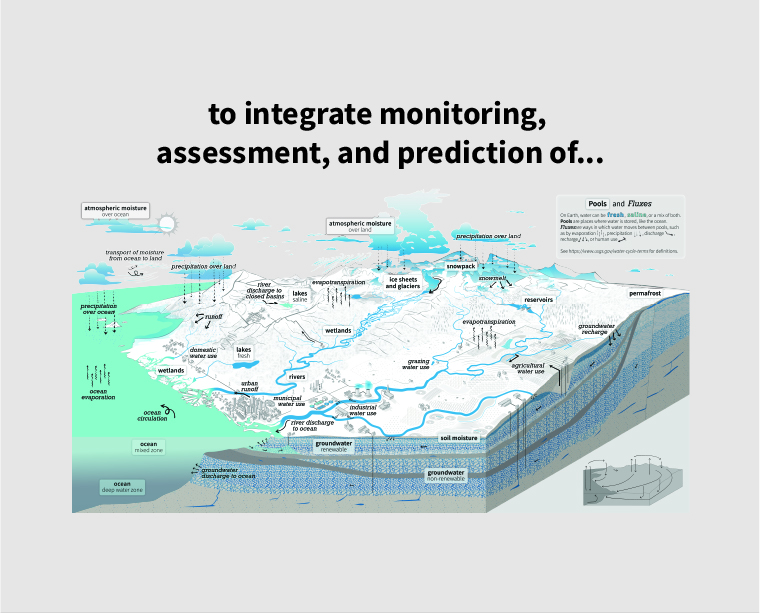 to integrate monitoring,
assessment, and prediction of...
atmospheric moisture
over ocean
Pools and Fluxes
On Earth, water can be fresh, saline, or a mix of both.
Pools are places where water is stored, like the ocean.
Fluxes are ways in which water moves between pools, such
as by evaporation, precipitation, discharge,
recharge, or human use.
See https://www.usgs.gov/water-cycle-terms for definitions.
atmospheric moisture
over land
precipitation over land
transport of moisture
from ocean to land
precipitation over land
snowpack
ice sheets
and glaciers
snowmelt
evapotranspiration
river
discharge to
closed basins
lakes
saline
permafrost
reservoirs
precipitation
over ocean
runoff
wetlands
evapotranspiration
groundwater
recharge
domestic
water use
lakes
fresh
wetlands
grazing
water use
agricultural
water use
rivers
urban
runoff
ocean
evaporation
municipal
water use
industrial
water use
ocean
circulation
river discharge
to ocean
soil moisture
ocean
mixed zone
groundwater
renewable
groundwater
discharge to ocean
groundwater
non-renewable
ocean
deep water zone